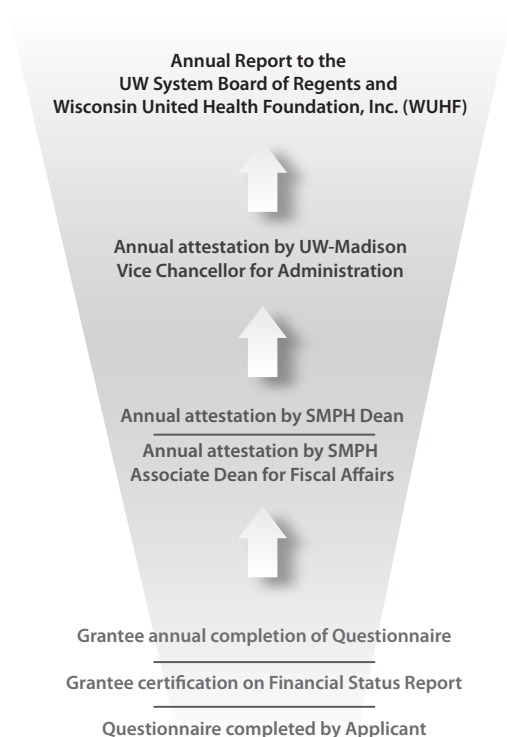 Annual Report to the
UW System Board of Regents and
Wisconsin United Health Foundation, Inc. (WUHF)
Annual attestation by UW-Madison
Vice Chancellor for Administration
Annual attestation by SMPH Dean
Annual attestation by SMPH
Associate Dean for Fiscal Affairs
Grantee annual completion of Questionnaire
Grantee certification on Financial Status Report
Questionnaire completed by Applicant